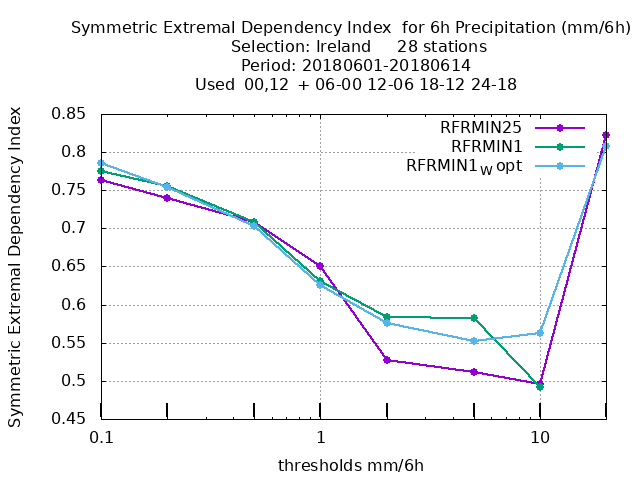 Symmetric Extremal Dependency Index for 6h Precipitation (mm/6h)
Selection: Ireland 28 stations
Period: 20180601-20180614
Used 00,12 + 06-00 12-06 18-12 24-18
Symmetric Extremal Dependency Index
0.85
0.8
0.75
0.7
0.65
0.6
0.55
0.5
0.45
RFRMIN25
RFRMIN1
RFRMIN1W opt
0.1 1 10
thresholds mm/6h